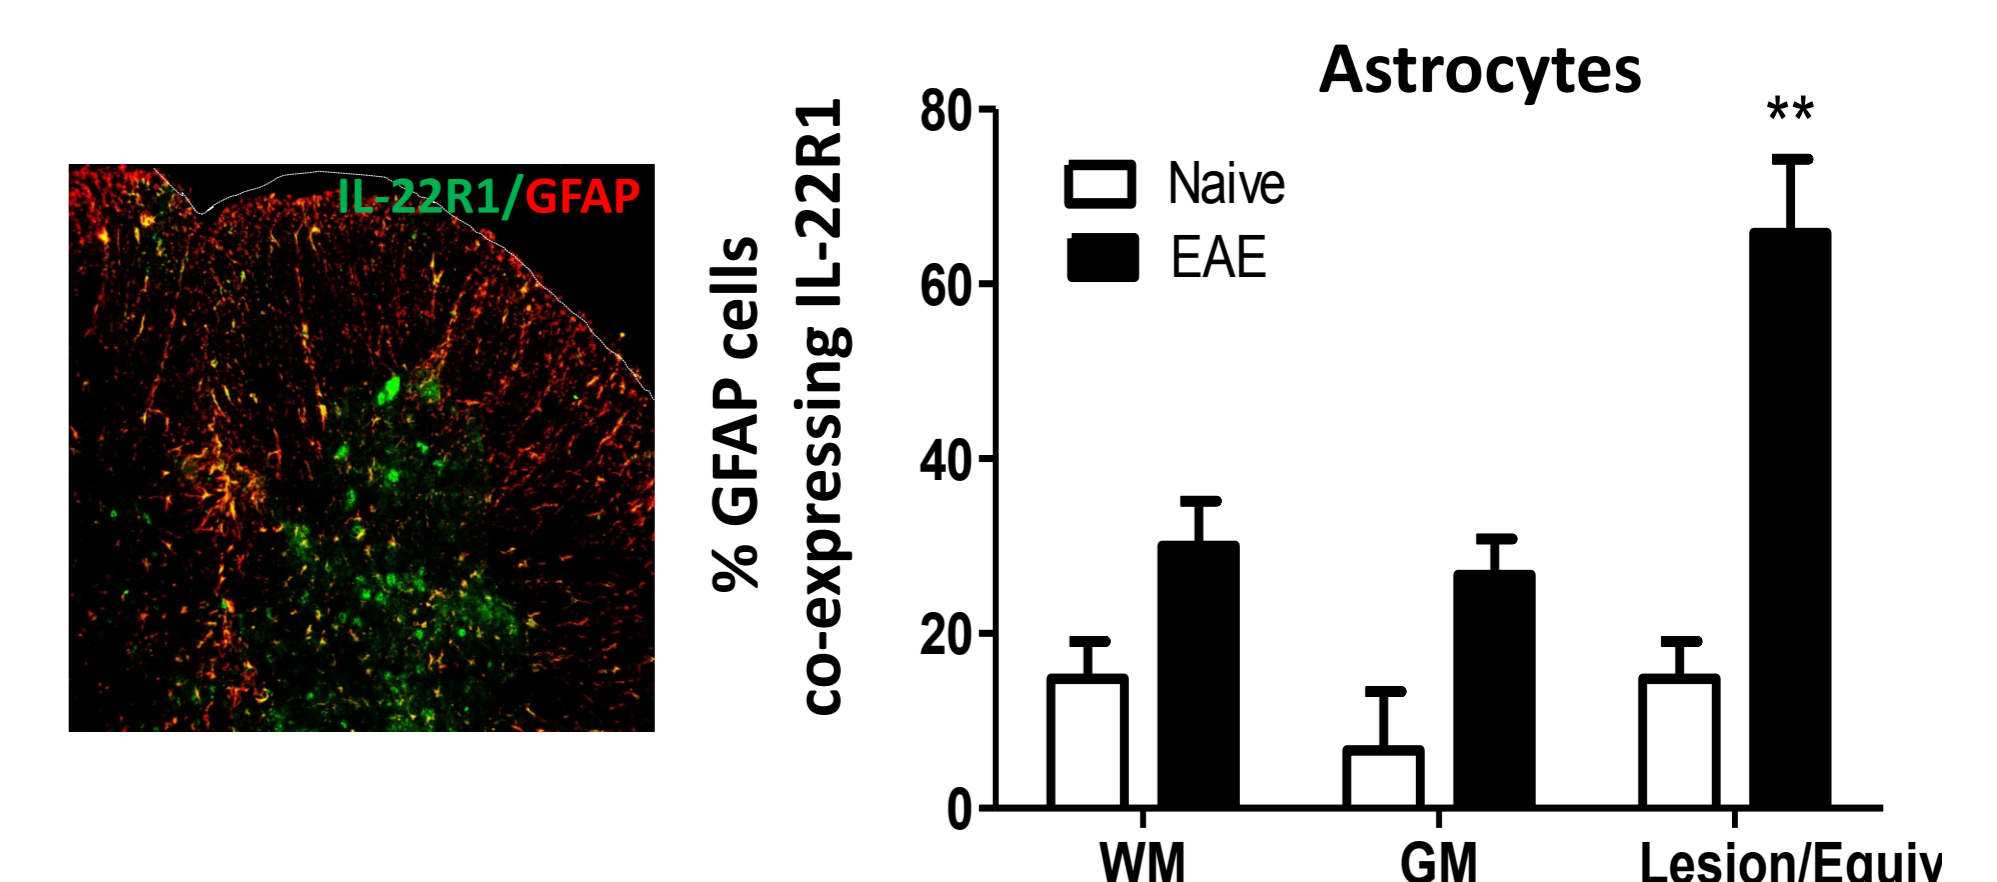 IL-22R1/GFAP
% GFAP cells
co-expressing IL-22R1
Astrocytes
**
80
60
40
20
0
Naive
EAE
WM
GM
Lesion/Equiv